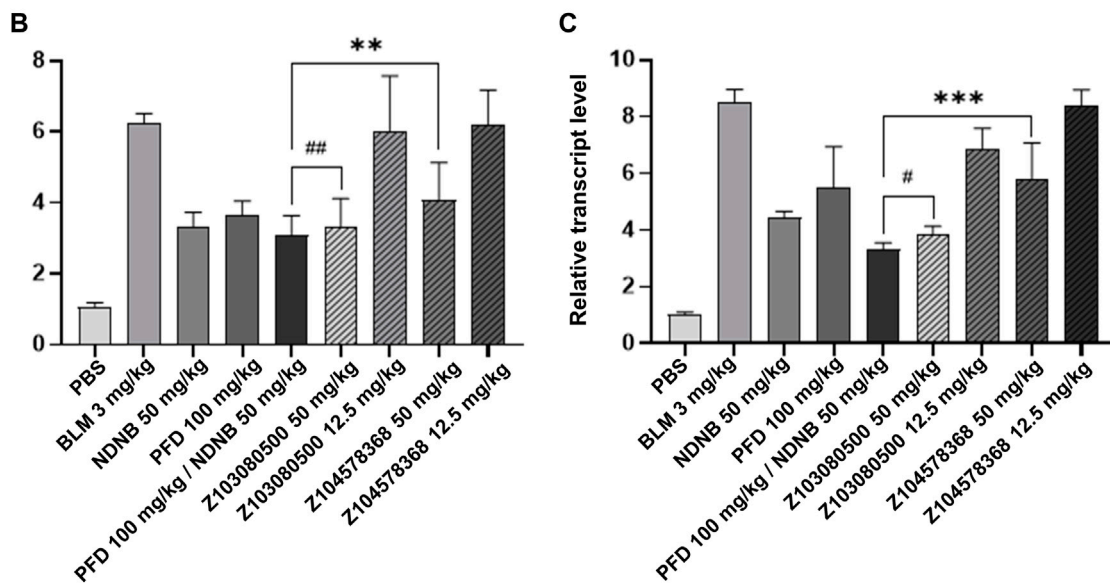 B
8
6
4
2
0
**
##
PBS
BLM 3 mg/kg
NDNB 50 mg/kg
PFD 100 mg/kg
PFD 100 mg/kg / NDNB 50 mg/kg
Z103080500 50 mg/kg
Z103080500 12.5 mg/kg
Z104578368 50 mg/kg
Z104578368 12.5 mg/kg
C
Relative transcript level
10
8
6
4
2
0
***
#
PBS
BLM 3 mg/kg
NDNB 50 mg/kg
PFD 100 mg/kg
PFD 100 mg/kg / NDNB 50 mg/kg
Z103080500 50 mg/kg
Z103080500 12.5 mg/kg
Z104578368 50 mg/kg
Z104578368 12.5 mg/kg